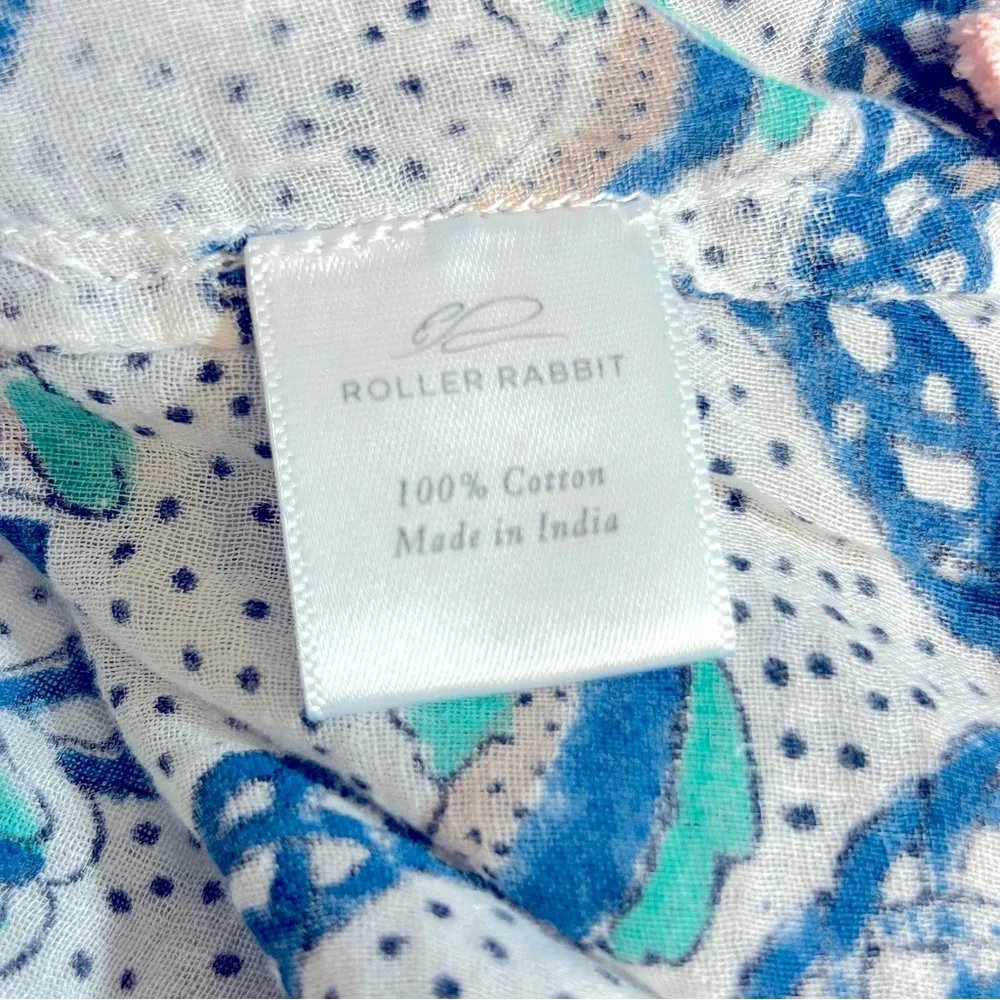 ROLLER RABBIT
100% Cotton
Made in India